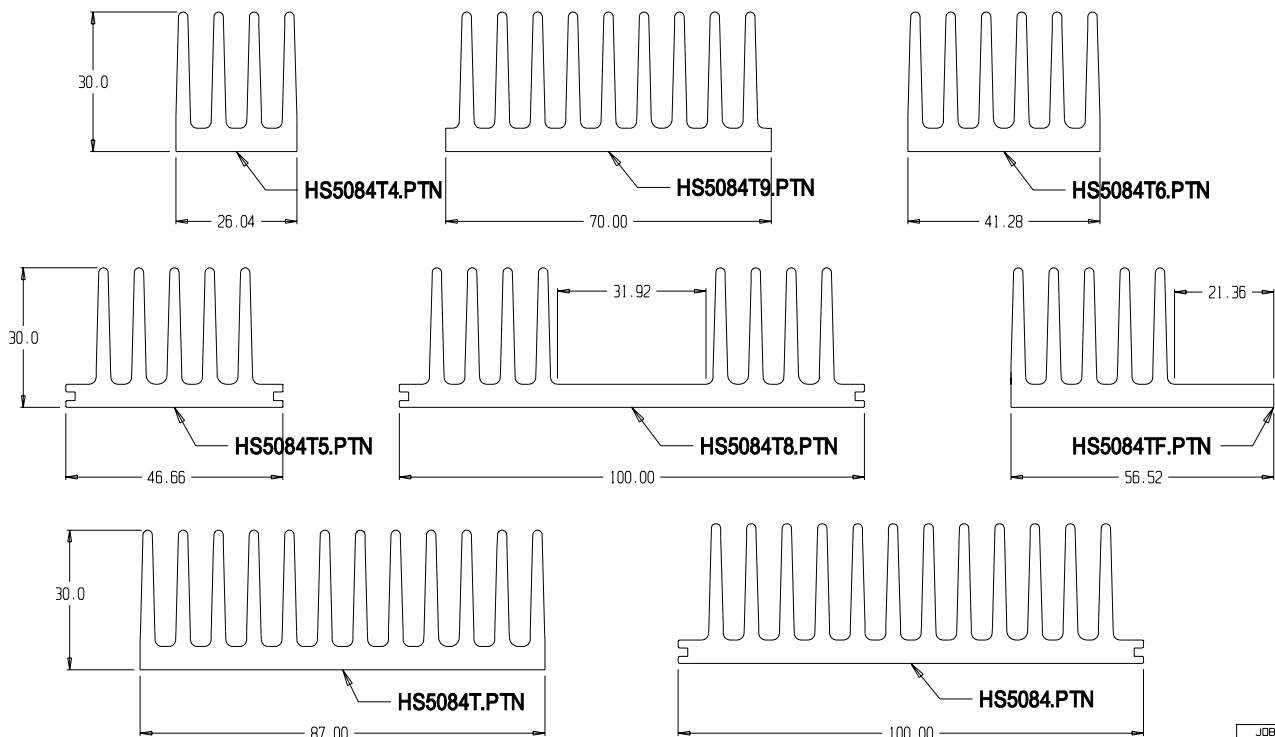 30.0
HS5084T4.PTN
26.04
HS5084T9.PTN
70.00
HS5084T6.PTN
41.28
30.0
HS5084T5.PTN
46.66
31.92
HS5084T8.PTN
100.00
21.36
HS5084TF.PTN
56.52
30.0
HS5084T.PTN
87.00
HS5084.PTN
100.00
JOB